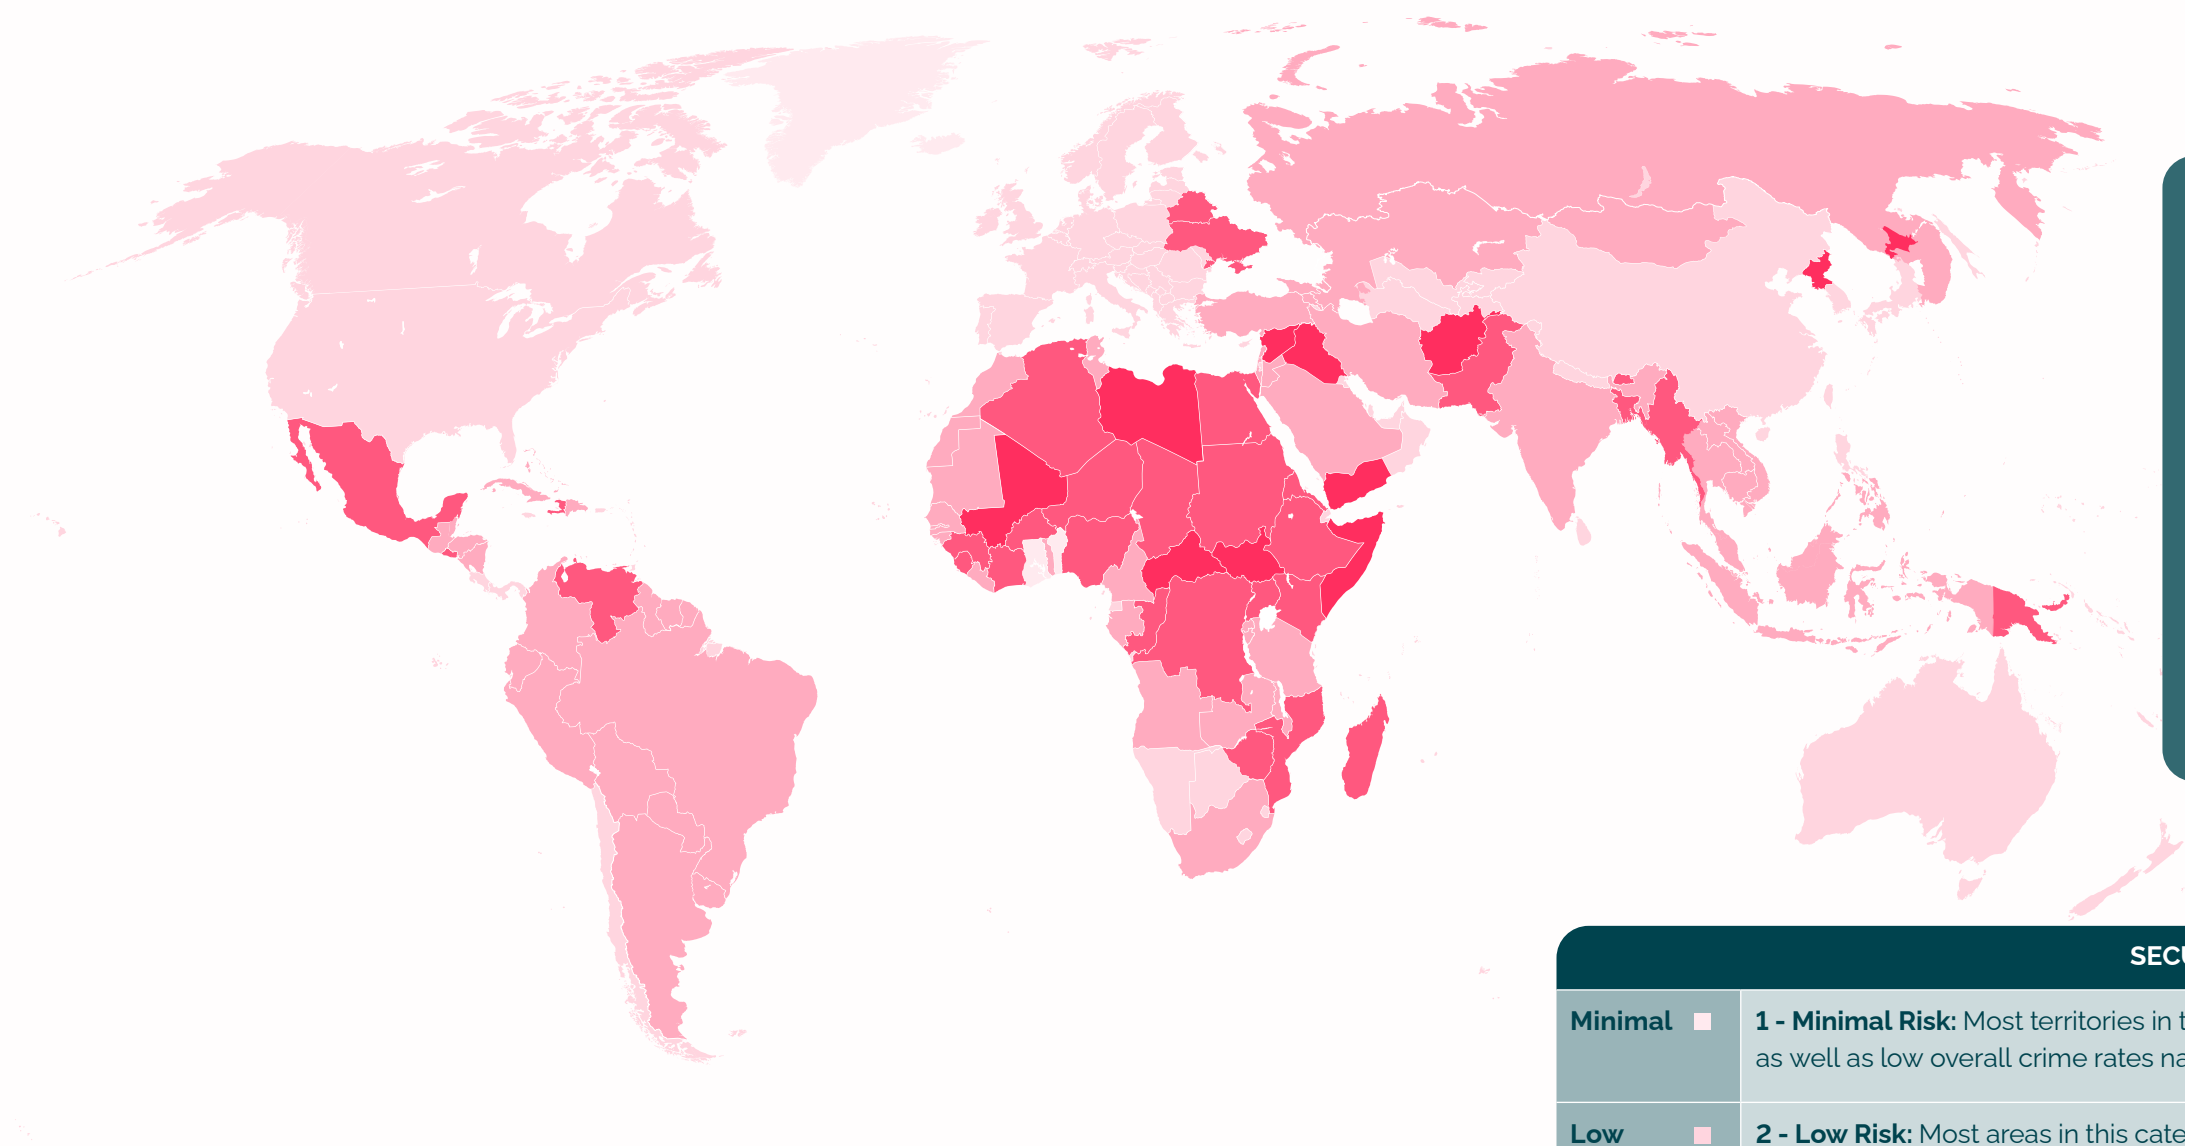 SECU
Minimal
1 - Minimal Risk: Most territories in t
as well as low overall crime rates na
Low
2 - Low Risk: Most areas in this cate